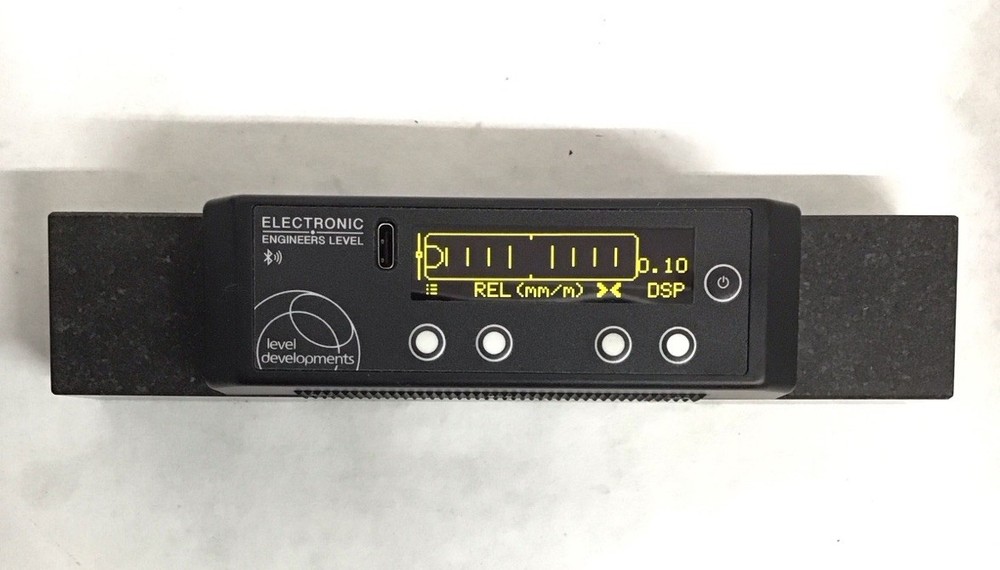 ELECTRONIC
ENGINEERS LEVEL
0.10
REL (mm/m) DSP
level
developments